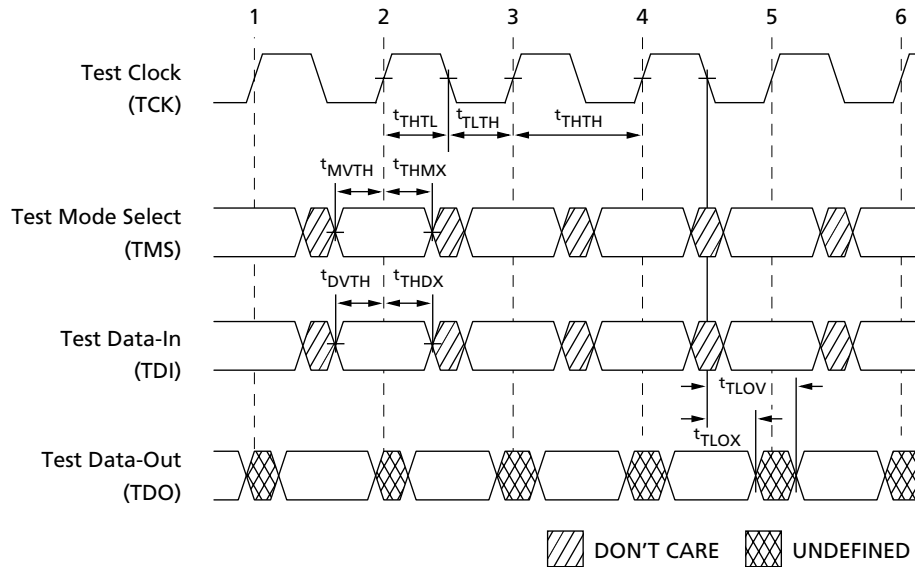 1 2 3 4 5 6
Test Clock
(TCK)
tTHTL tTLTH tTHTH
tMVTH tTHMX
Test Mode Select
(TMS)
tDVTH tTHDX
Test Data-In
(TDI)
tTLOV
tTLOX
Test Data-Out
(TDO)
DON'T CARE UNDEFINED